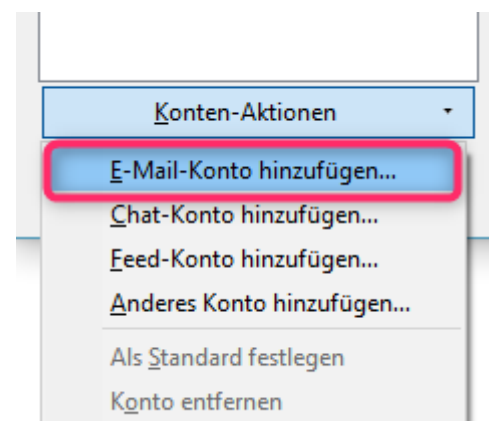 Konten-Aktionen
E-Mail-Konto hinzufügen...
Chat-Konto hinzufügen...
Feed-Konto hinzufügen...
Anderes Konto hinzufügen...
Als Standard festlegen
Konto entfernen